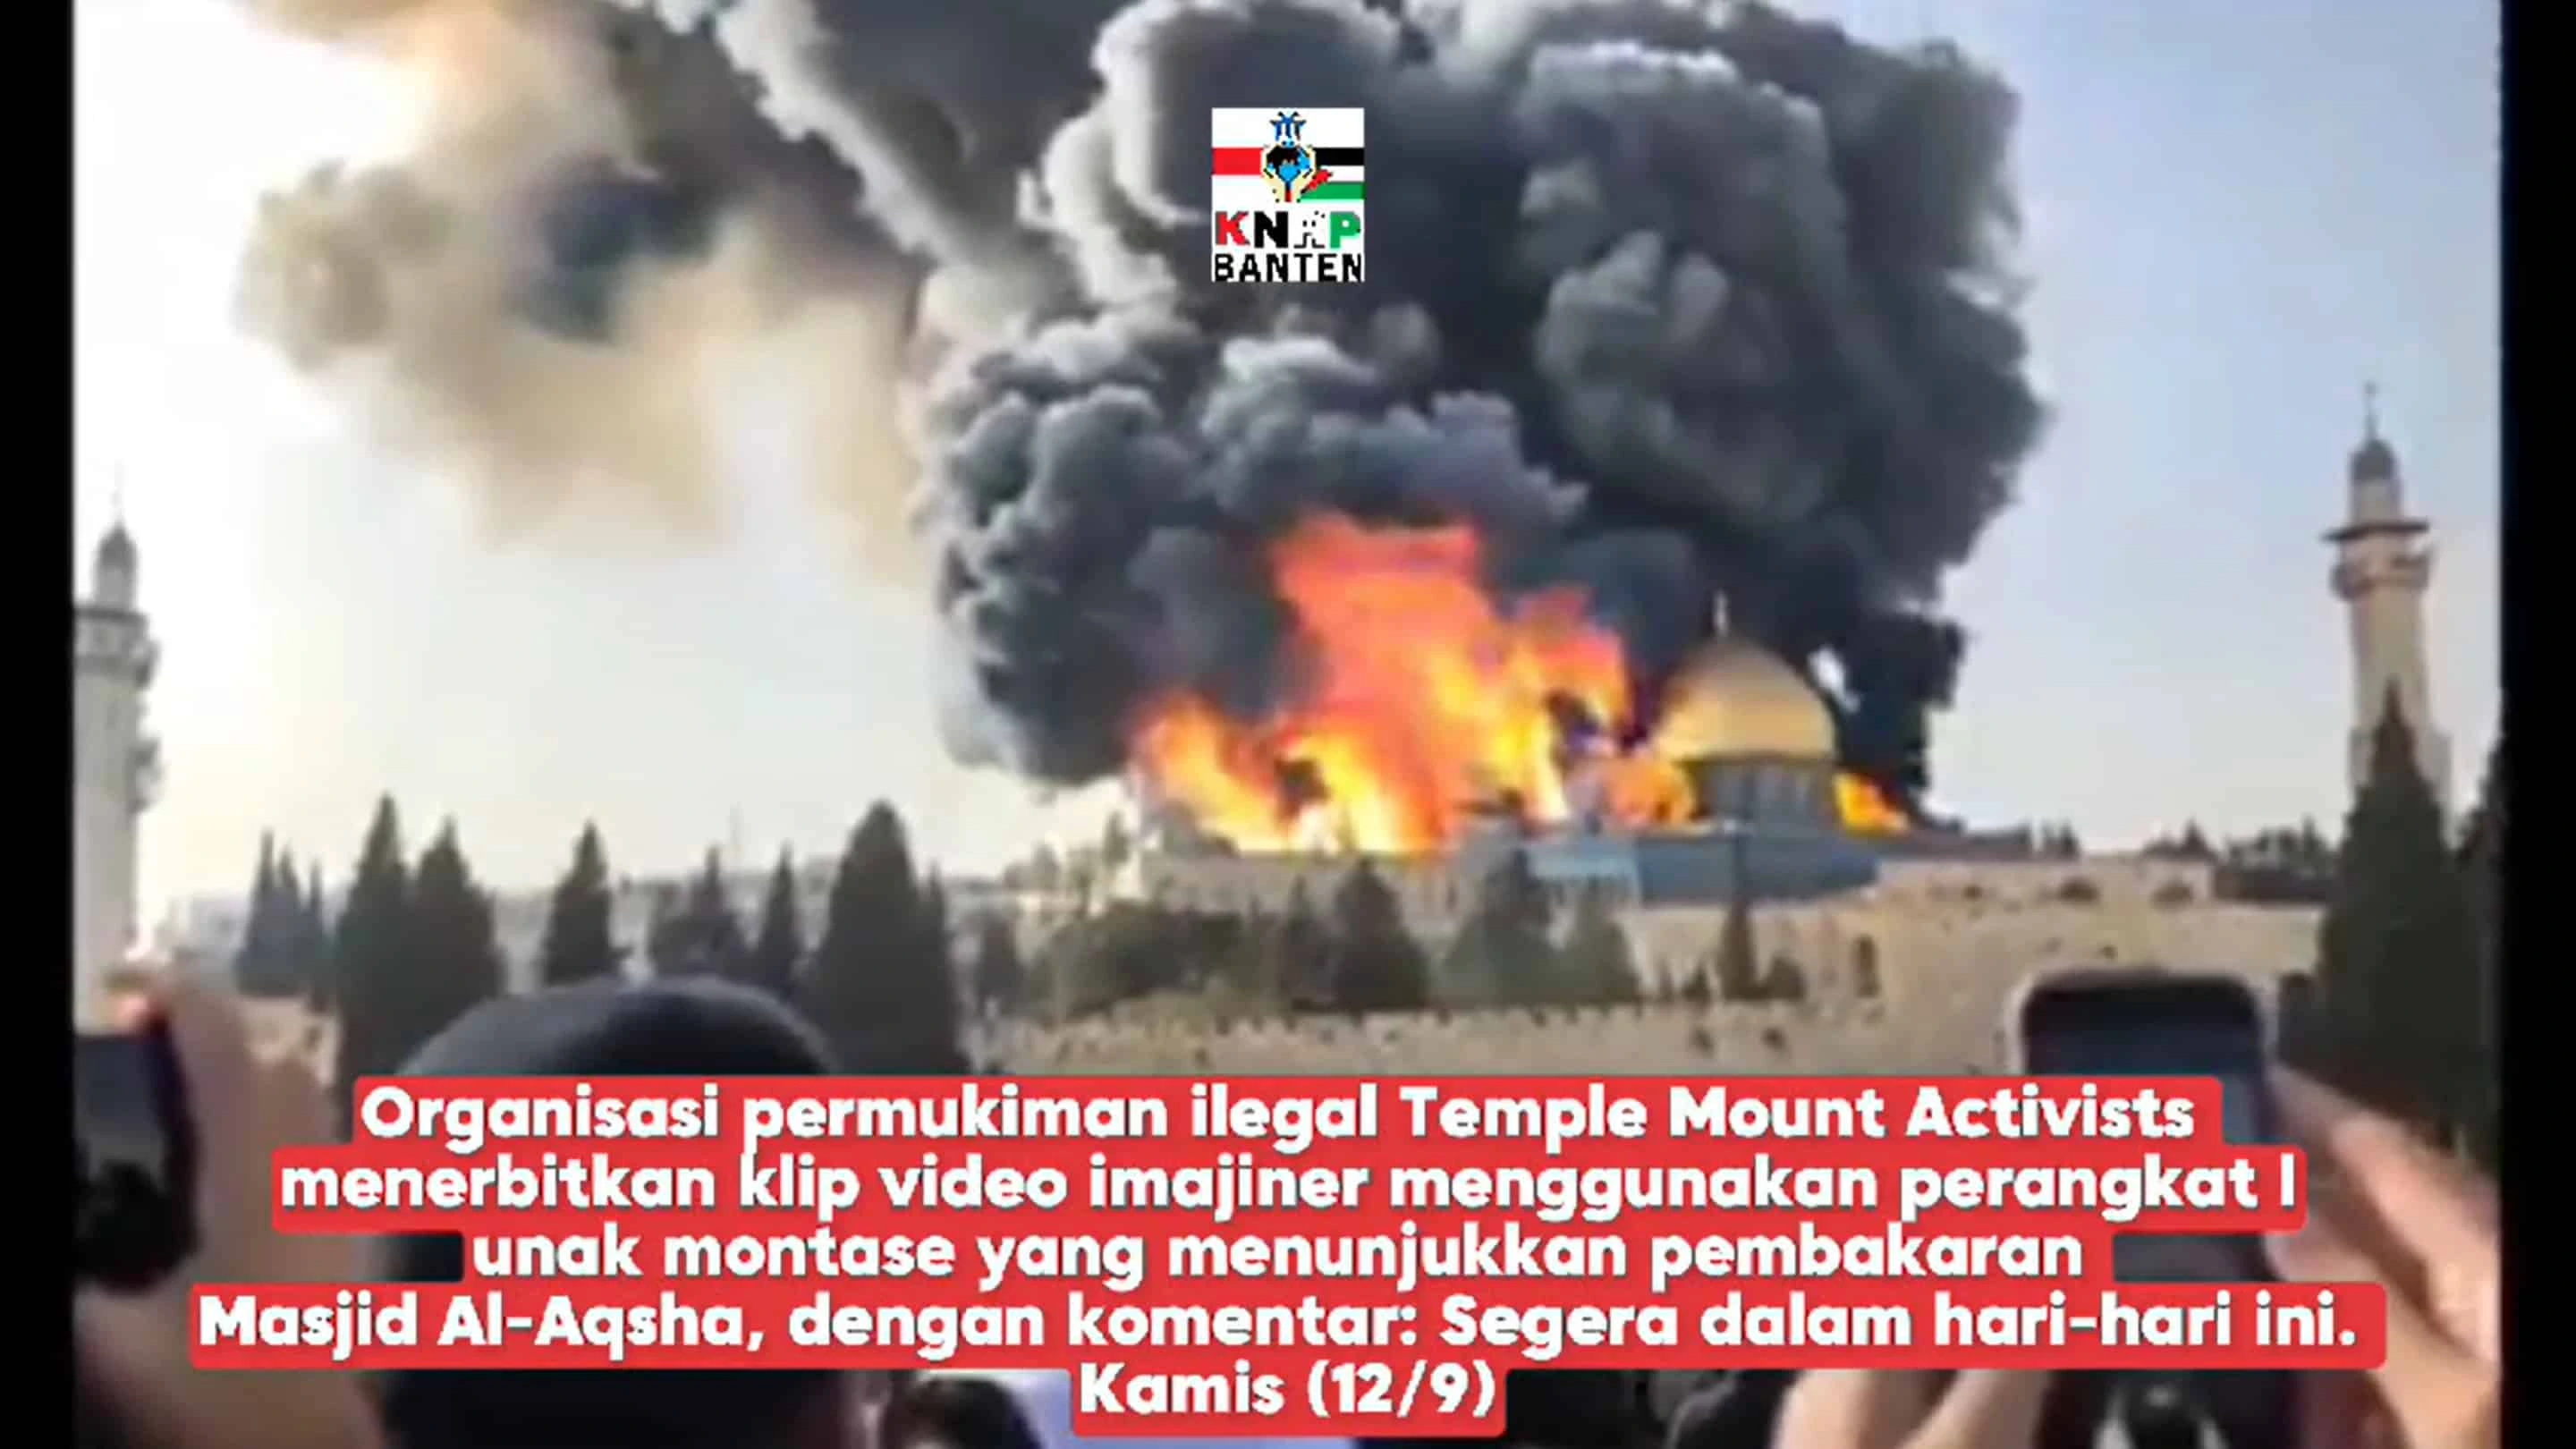 KNRP
BANTEN
Organisasi permukiman ilegal Temple Mount Activists
menerbitkan klip video imajiner menggunakan perangkat l
unak montase yang menunjukkan pembakaran
Masjid Al-Aqsha, dengan komentar: Segera dalam hari-hari ini.
Kamis (12/9)